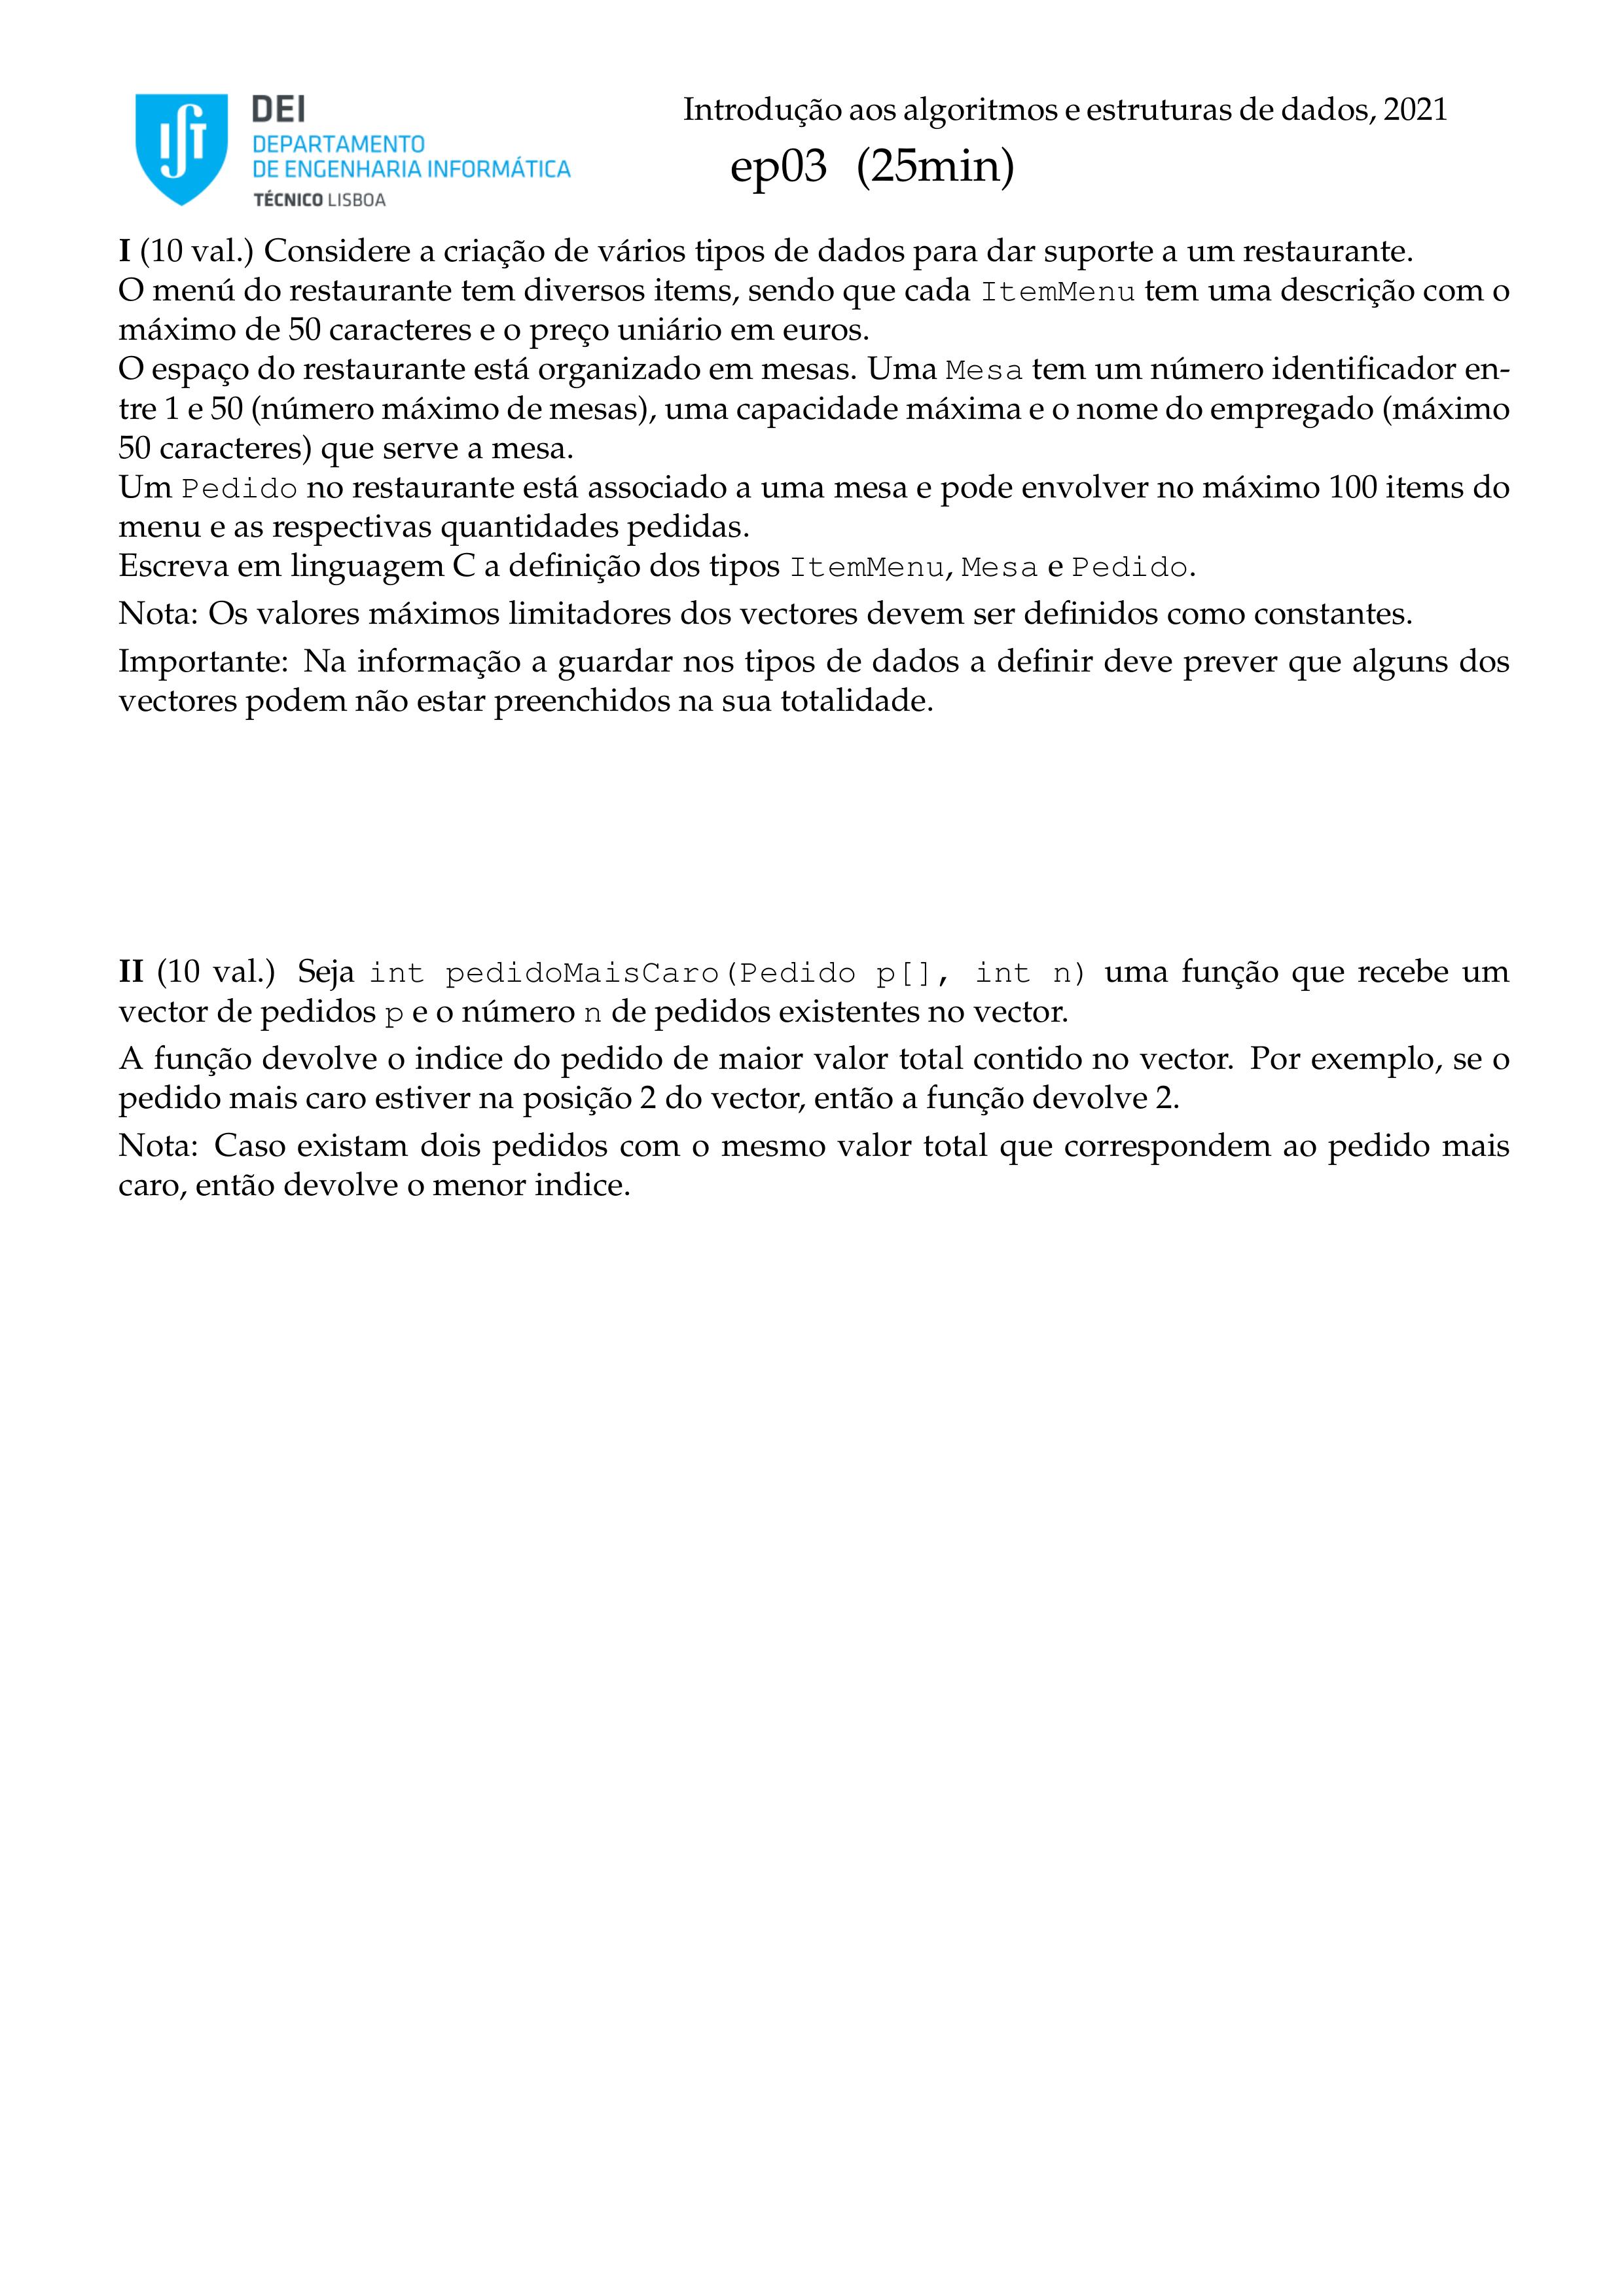 DEI
DEPARTAMENTO
DE ENGENHARIA INFORMÁTICA
TÉCNICO LISBOA
Introdução aos algoritmos e estruturas de dados, 2021
ep03 (25min)
I (10 val.) Considere a criação de vários tipos de dados para dar suporte a um restaurante.
O menú do restaurante tem diversos items, sendo que cada ItemMenu tem uma descrição com o
máximo de 50 caracteres e o preço uniário em euros.
O espaço do restaurante está organizado em mesas. Uma Mesa tem um número identificador en-
tre 1 e 50 (número máximo de mesas), uma capacidade máxima e o nome do empregado (máximo
50 caracteres) que serve a mesa.
Um Pedido no restaurante está associado a uma mesa e pode envolver no máximo 100 items do
menu e as respectivas quantidades pedidas.
Escreva em linguagem C a definição dos tipos ItemMenu, Mesa e Pedido.
Nota: Os valores máximos limitadores dos vectores devem ser definidos como constantes.
Importante: Na informação a guardar nos tipos de dados a definir deve prever que alguns dos
vectores podem não estar preenchidos na sua totalidade.
II (10 val.) Seja int pedidoMaisCaro(Pedido p[], int n) uma função que recebe um
vector de pedidos p e o número n de pedidos existentes no vector.
A função devolve o indice do pedido de maior valor total contido no vector. Por exemplo, se o
pedido mais caro estiver na posição 2 do vector, então a função devolve 2.
Nota: Caso existam dois pedidos com o mesmo valor total que correspondem ao pedido mais
caro, então devolve o menor indice.